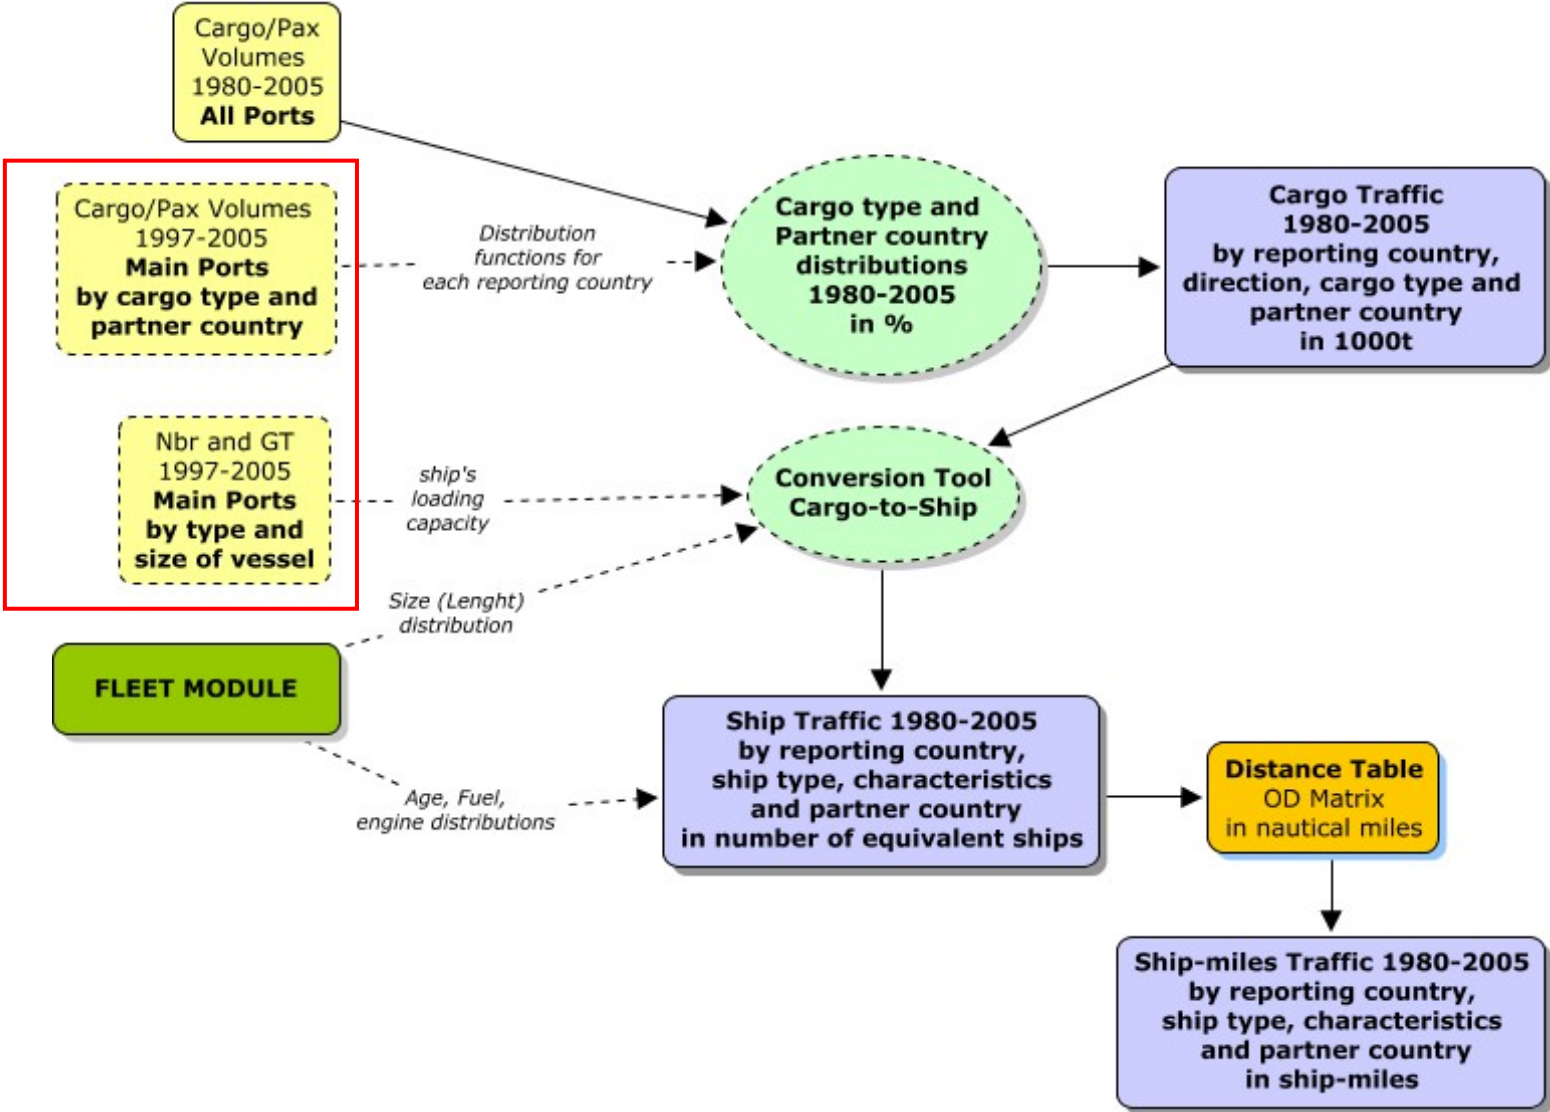 Cargo/Pax
Volumes
1980-2005
All Ports
Cargo/Pax Volumes
1997-2005
Main Ports
by cargo type and
partner country
Distribution
functions for
each reporting country
Cargo type and
Partner country
distributions
1980-2005
in %
Cargo Traffic
1980-2005
by reporting country,
direction, cargo type and
partner country
in 1000t
Nbr and GT
1997-2005
Main Ports
by type and
size of vessel
ship's
loading
capacity
Conversion Tool
Cargo-to-Ship
Size (Lenght)
distribution
FLEET MODULE
Age, Fuel,
engine distributions
Ship Traffic 1980-2005
by reporting country,
ship type, characteristics
and partner country
in number of equivalent ships
Distance Table
OD Matrix
in nautical miles
Ship-miles Traffic 1980-2005
by reporting country,
ship type, characteristics
and partner country
in ship-miles